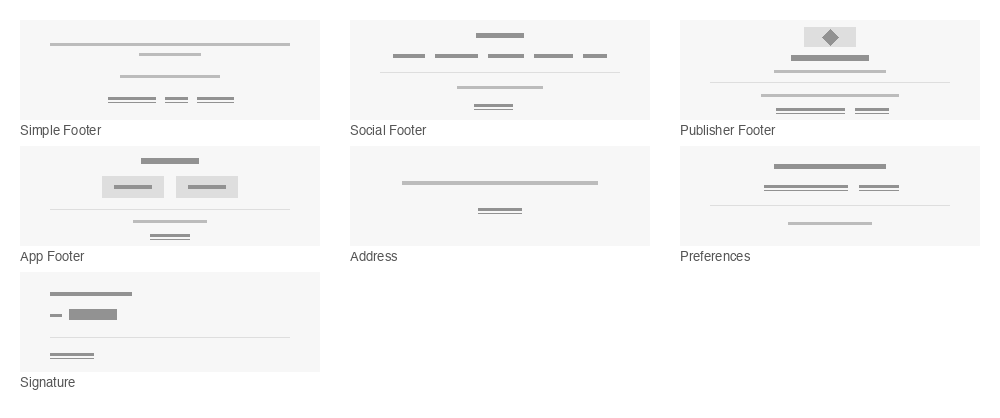 Simple Footer
Social Footer
Publisher Footer
App Footer
Address
Preferences
Signature